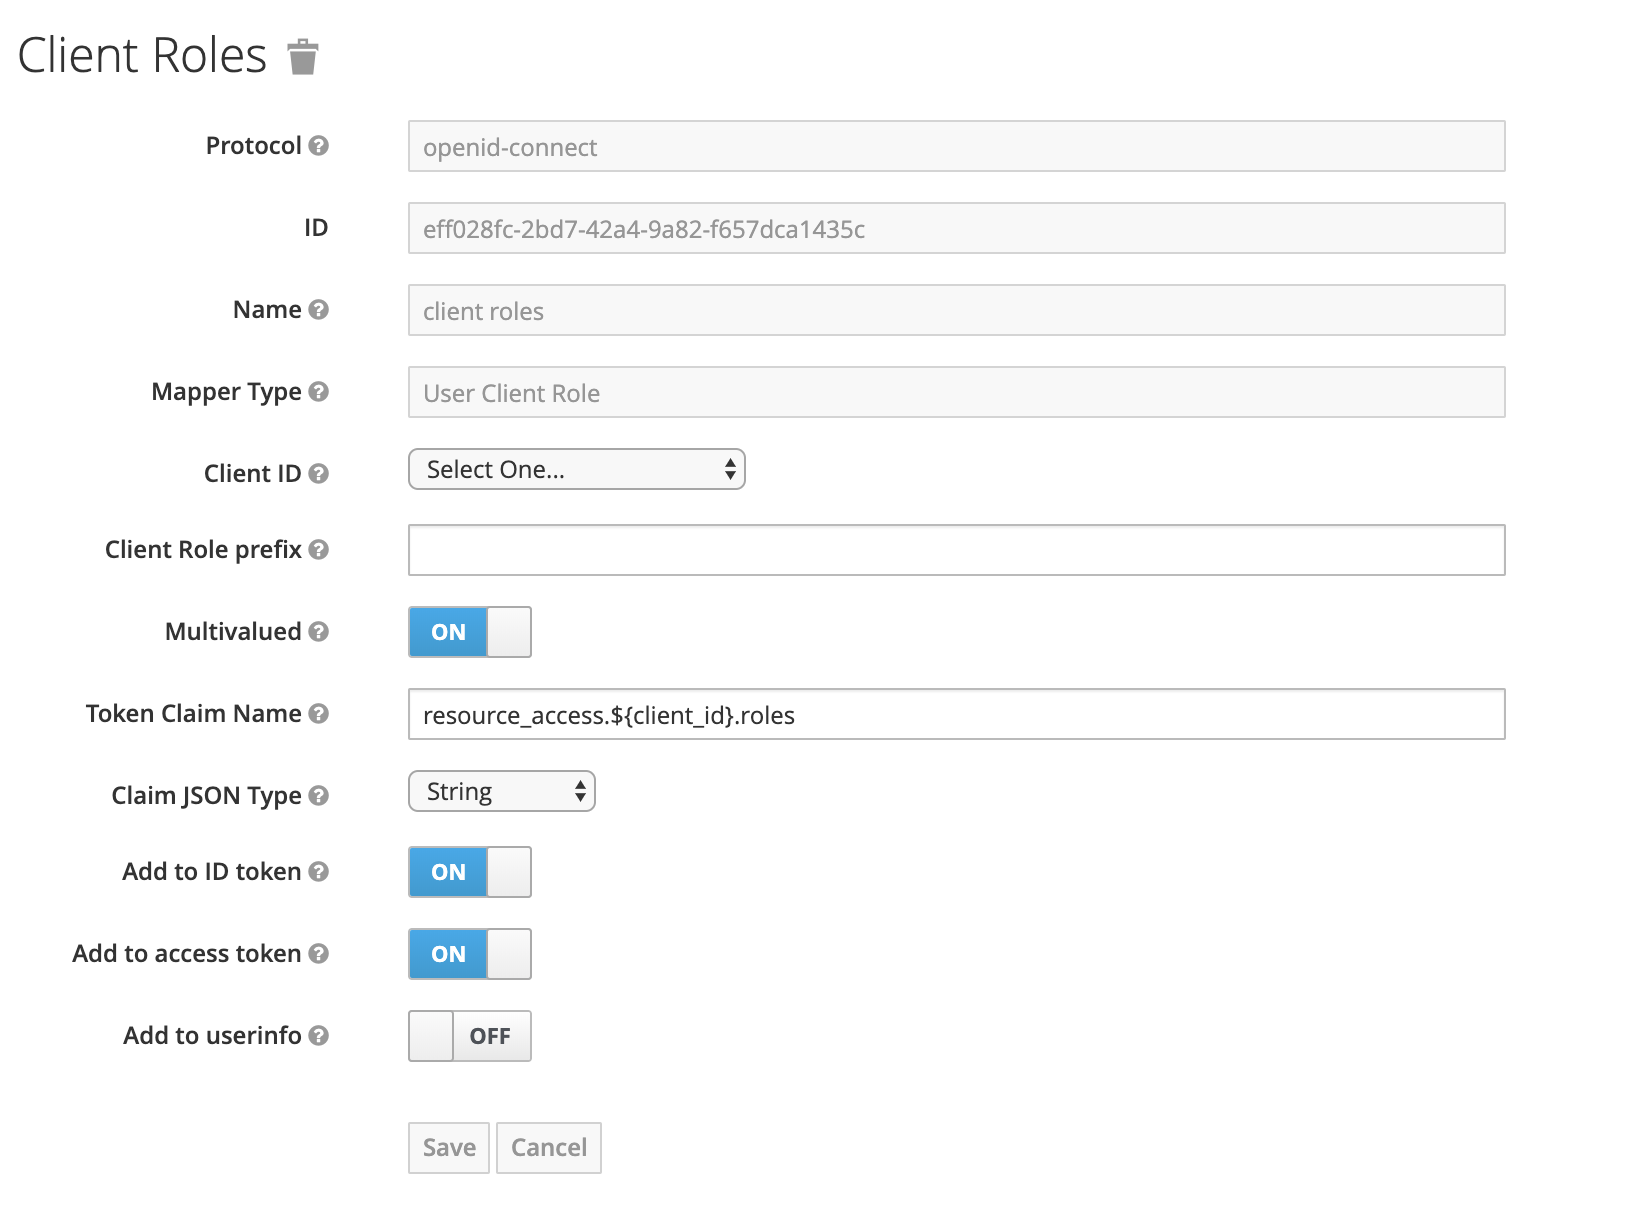 Client Roles
Protocol openid-connect
ID eff028fc-2bd7-42a4-9a82-f657dca1435c
Name client roles
Mapper Type User Client Role
Client ID Select One...
Client Role prefix
Multivalued ON
Token Claim Name resource_access.${client_id}.roles
Claim JSON Type String
Add to ID token ON
Add to access token ON
Add to userinfo OFF
Save Cancel